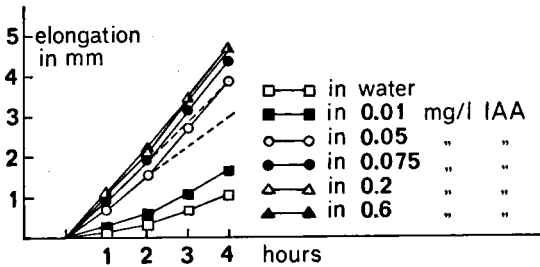 elongation
in mm
5
4
3
2
1
1 2 3 4 hours
in water
in 0.01 mg/l IAA
in 0.05 „ „
in 0.075 „ „
in 0.2 „ „
in 0.6 „ „